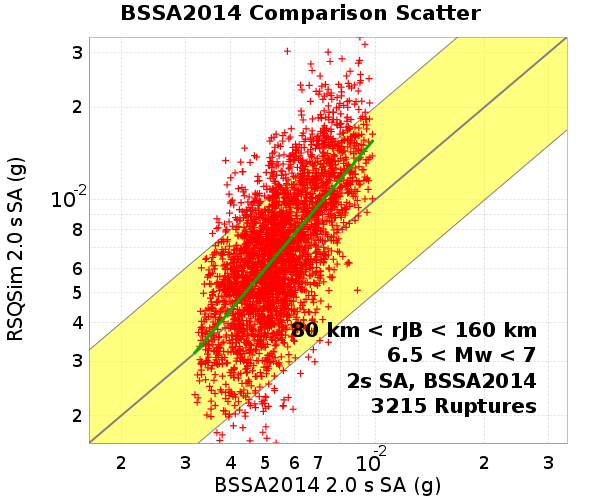 BSSA2014 Comparison Scatter
RSQSim 2.0 s SA (g)
3
2
10-2
8
6
5
4
3
2
80 km < rJB < 160 km
6.5 < Mw < 7
2s SA, BSSA2014
3215 Ruptures
2 3 4 5 6 7 10-2 2 3
BSSA2014 2.0 s SA (g)